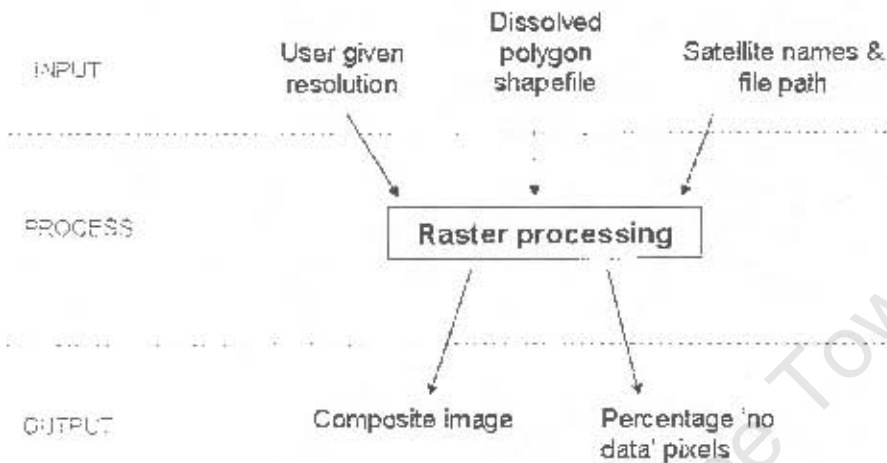 INPUT
User given
resolution
Dissolved
polygon
shapefile
Satellite names &
file path
PROCESS
Raster processing
OUTPUT
Composite image
Percentage 'no
data' pixels